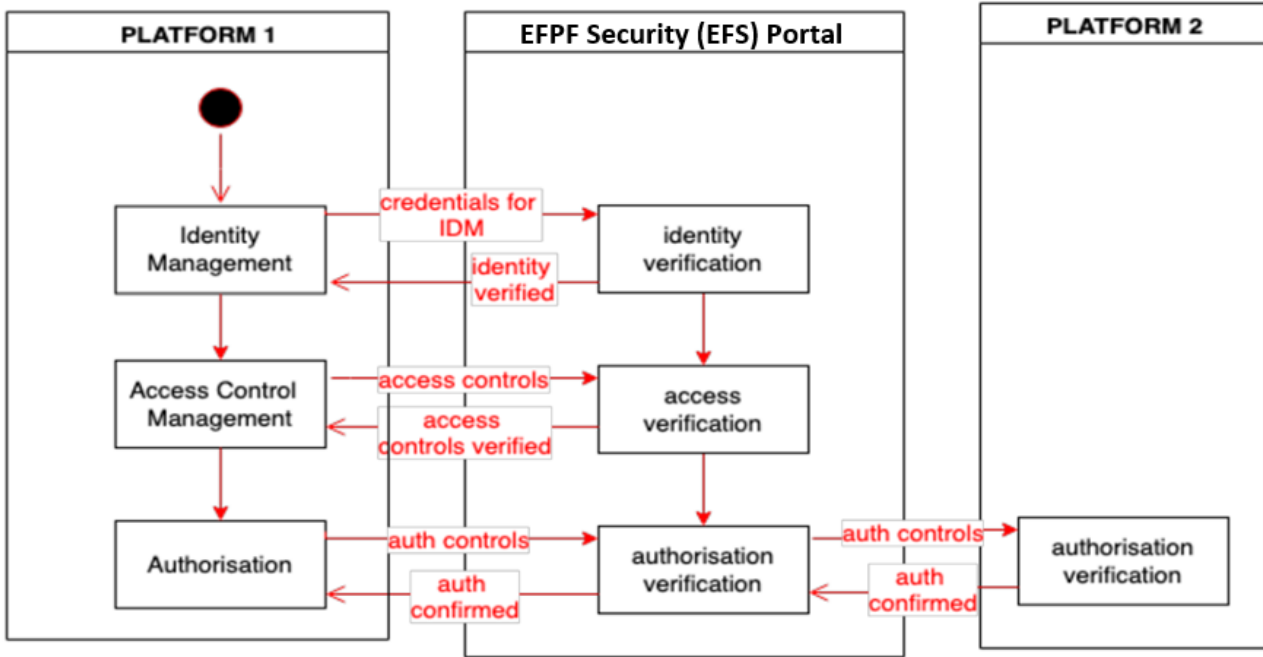 PLATFORM 1
EFPF Security (EFS) Portal
PLATFORM 2
credentials for
IDM
Identity
Management
identity
verification
identity
verified
Access Control
Management
access controls
access
verification
access
controls verified
Authorisation
auth controls
authorisation
verification
auth controls
authorisation
verification
auth
confirmed
auth
confirmed